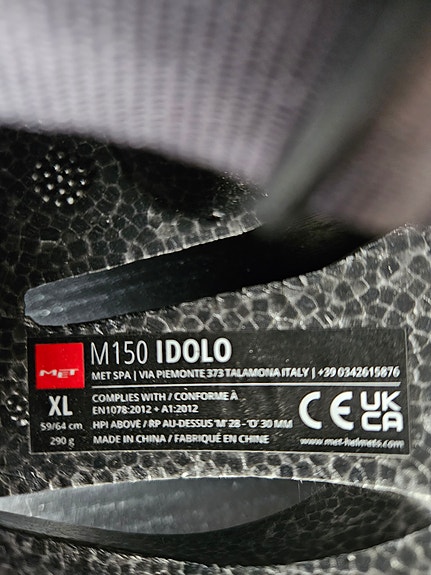 M150 IDOLO
MET
MET SPA | VIA PIEMONTE 373 TALAMONA ITALY | +39 0342615876
XL
59/64 cm
290 g
COMPLIES WITH / CONFORME À
EN1078:2012 + A1:2012
HPI ABOVE / RP AU-DESSUS 'M' 28 - 'O' 30 MM
MADE IN CHINA / FABRIQUÉ EN CHINE
CE
UK
CA
www.met-helmets.com